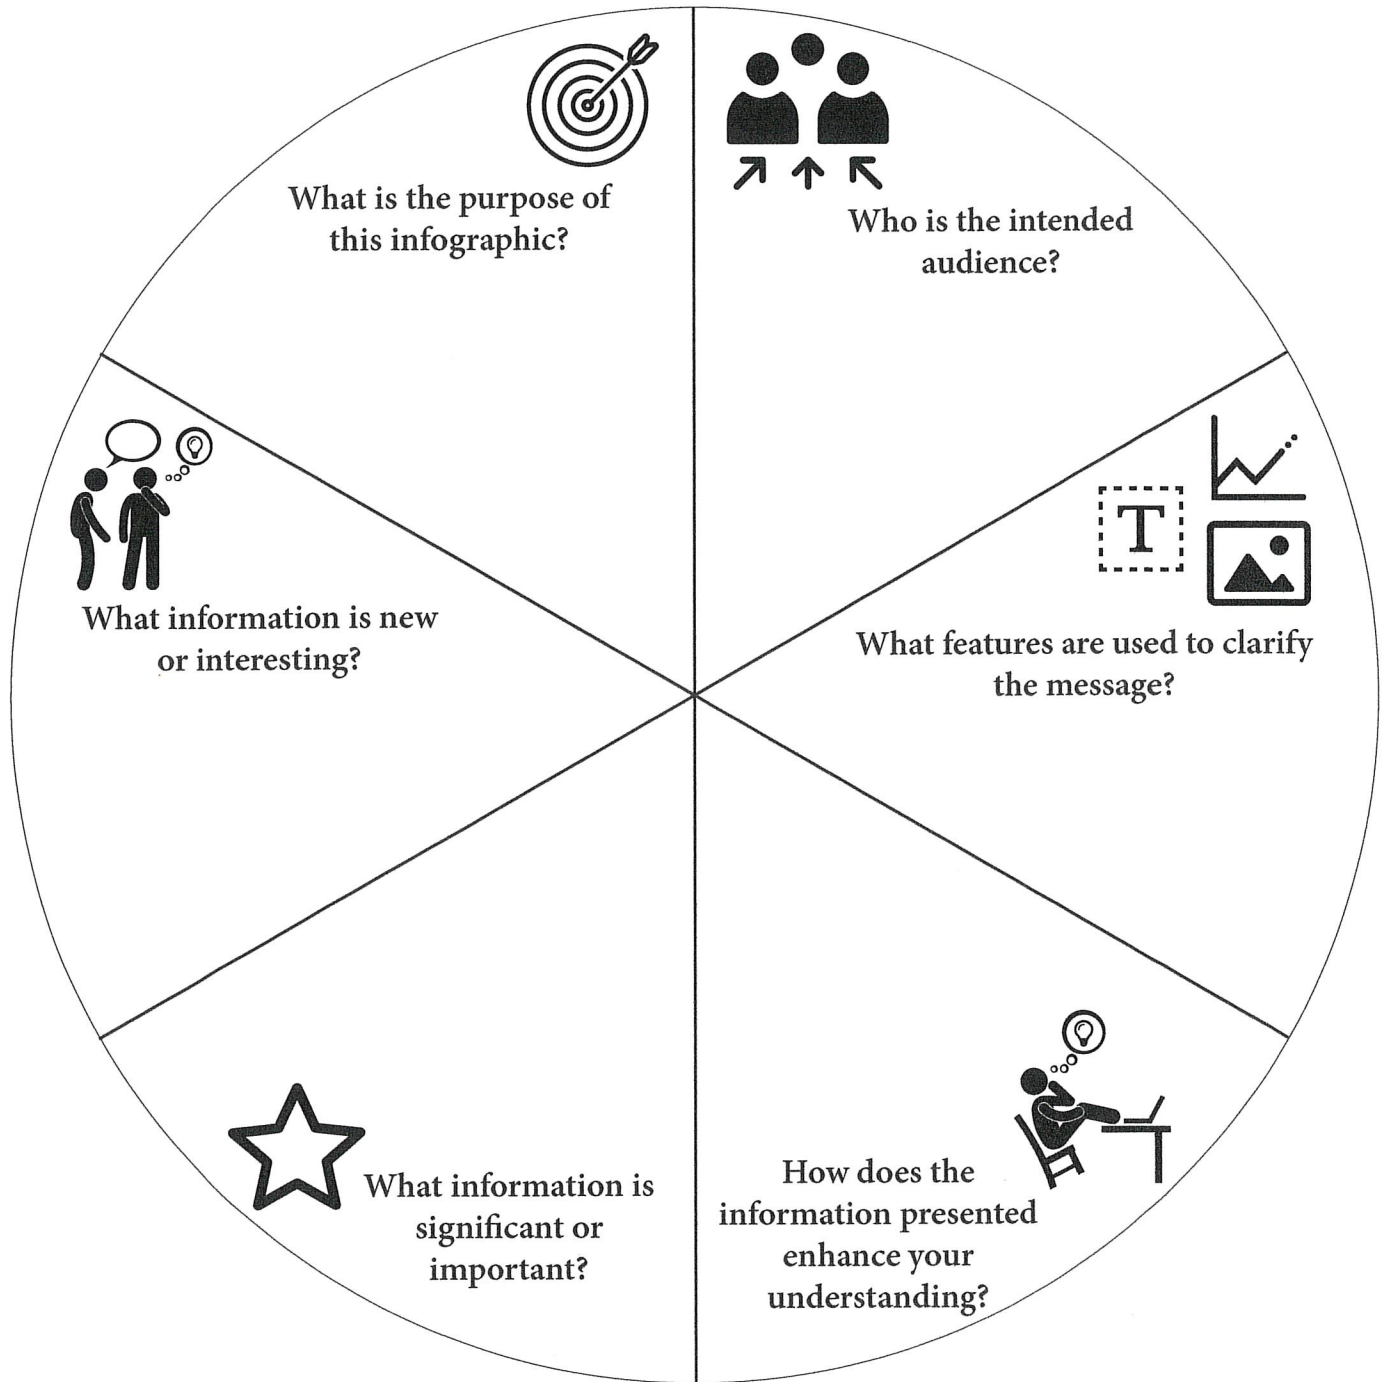 What is the purpose of
this infographic?
Who is the intended
audience?
What information is new
or interesting?
T
What features are used to clarify
the message?
What information is
significant or
important?
How does the
information presented
enhance your
understanding?